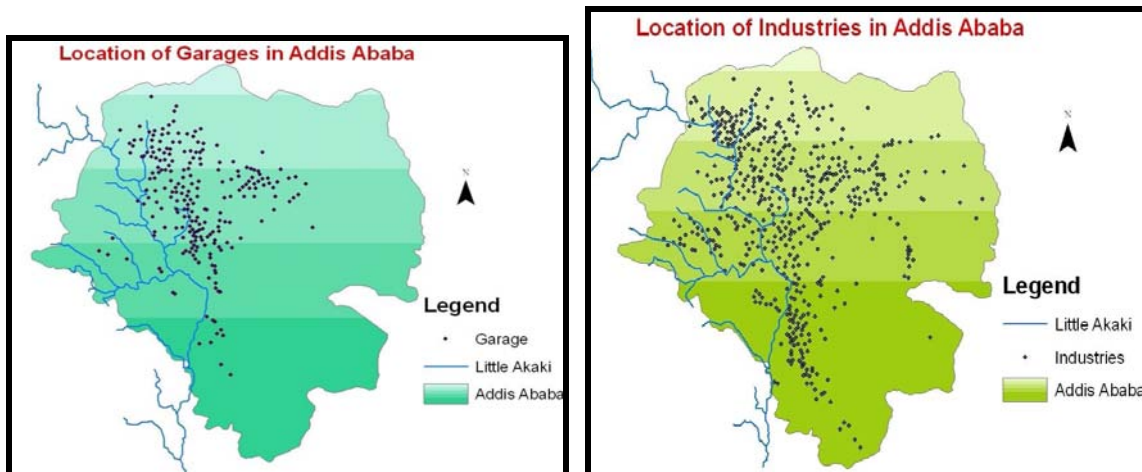 Location of Garages in Addis Ababa
N
Legend
Garage
Little Akaki
Addis Ababa
Location of Industries in Addis Ababa
N
Legend
Little Akaki
Industries
Addis Ababa